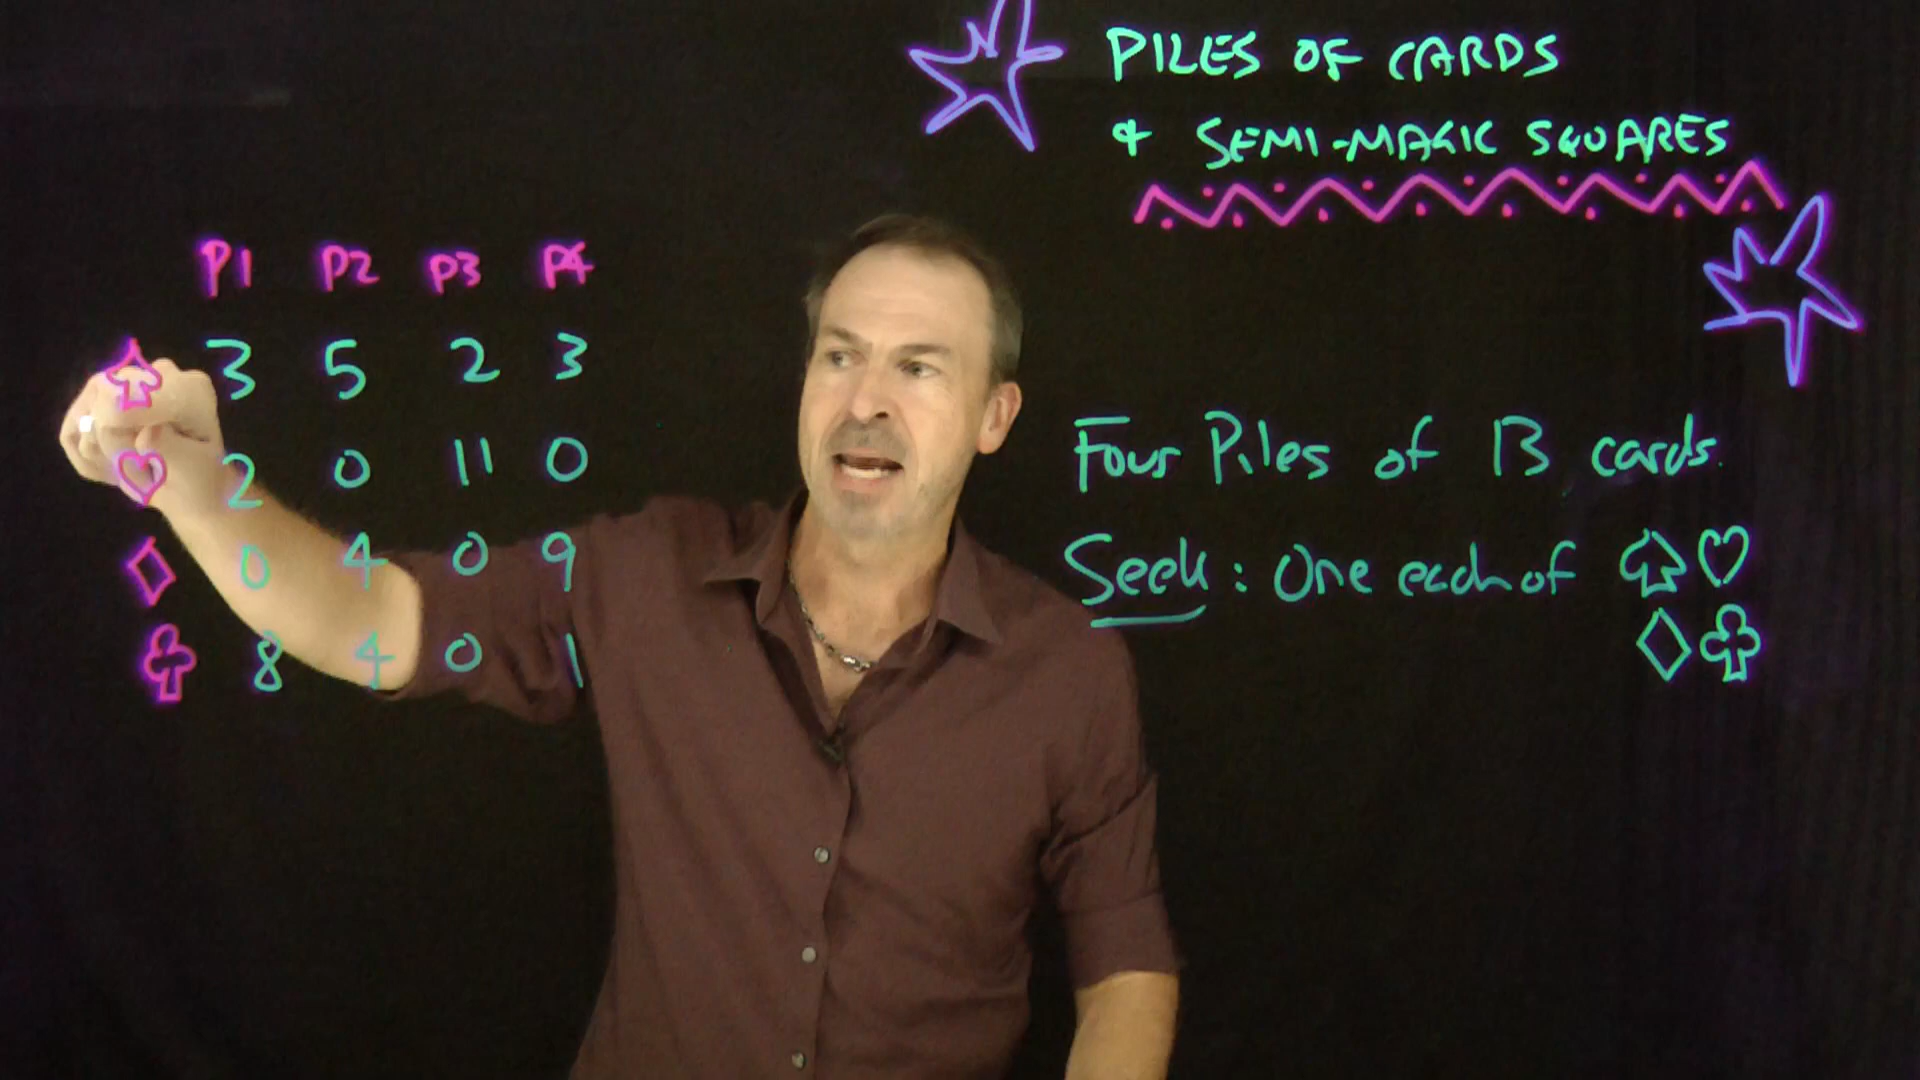 PILES OF CARDS
& SEMI-MAGIC SQUARES
P1 P2 P3 P4
♠ 3 5 2 3
♡ 2 0 11 0
♢ 0 4 0 9
♣ 8 4 0 1
Four Piles of 13 cards.
Seek: One each of ♠ ♡
♢ ♣